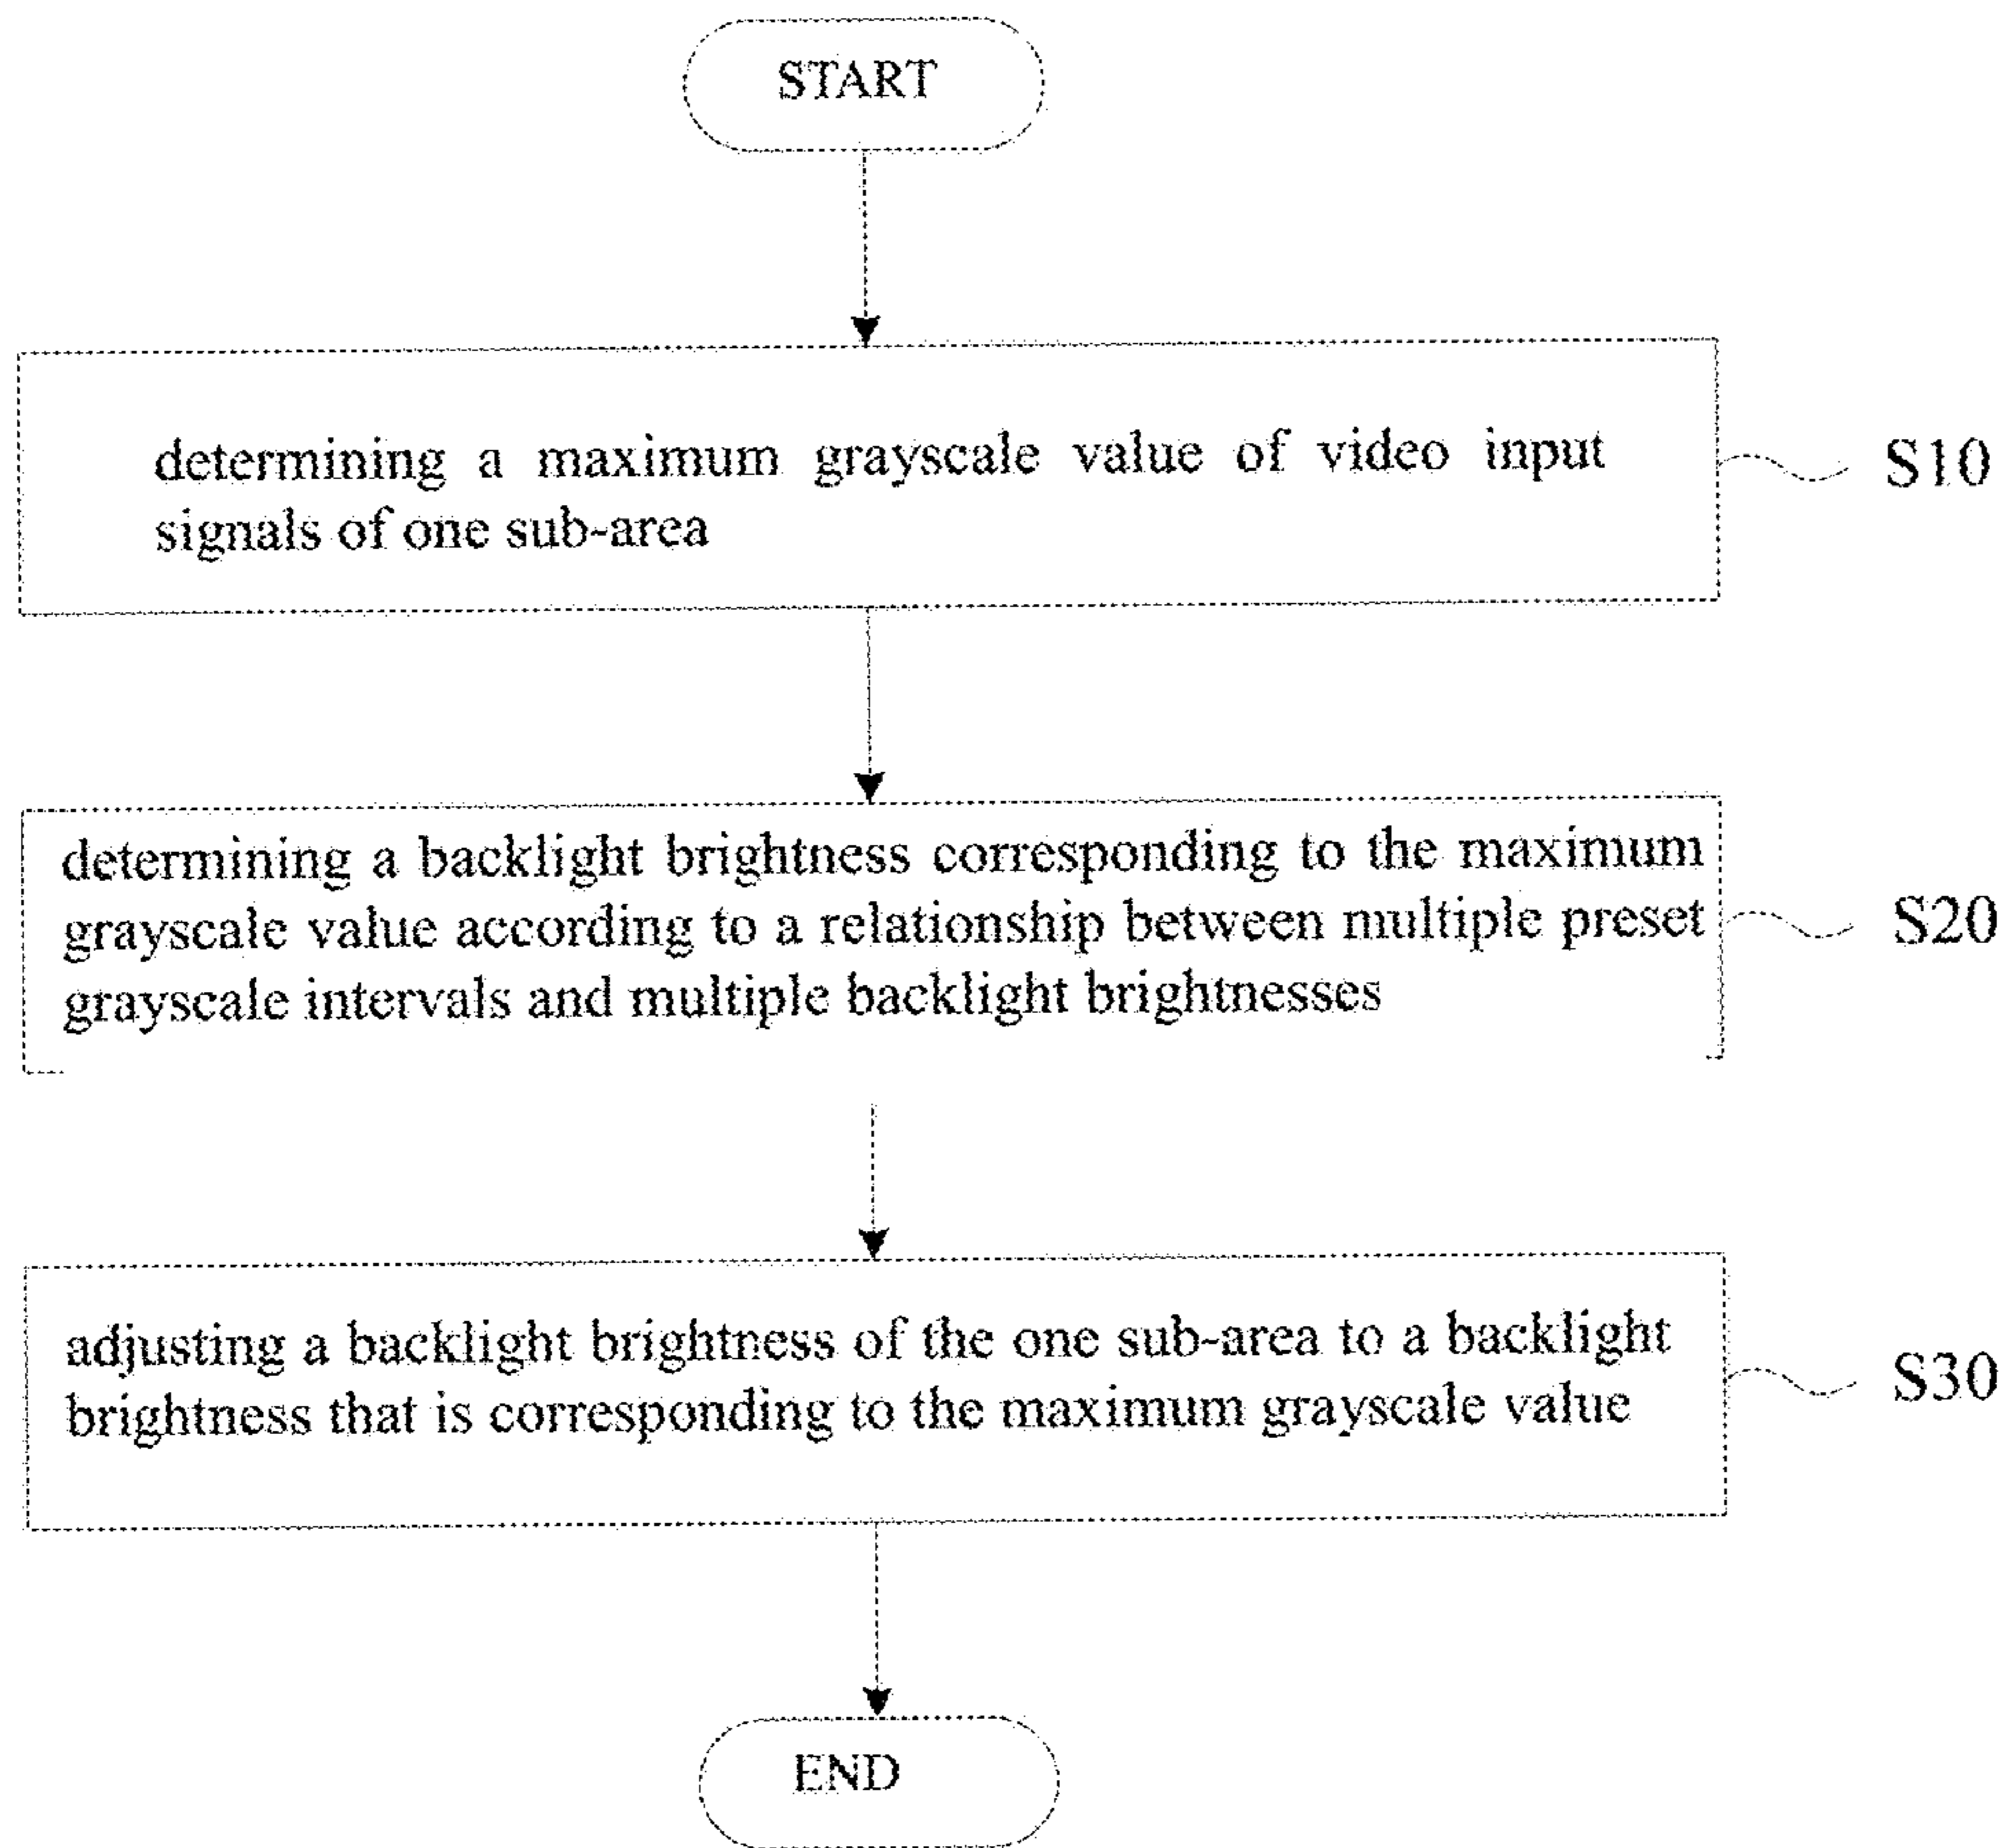 START
determining a maximum grayscale value of video input
signals of one sub-area
S10
determining a backlight brightness corresponding to the maximum
grayscale value according to a relationship between multiple preset
grayscale intervals and multiple backlight brightnesses
S20
adjusting a backlight brightness of the one sub-area to a backlight
brightness that is corresponding to the maximum grayscale value
S30
END